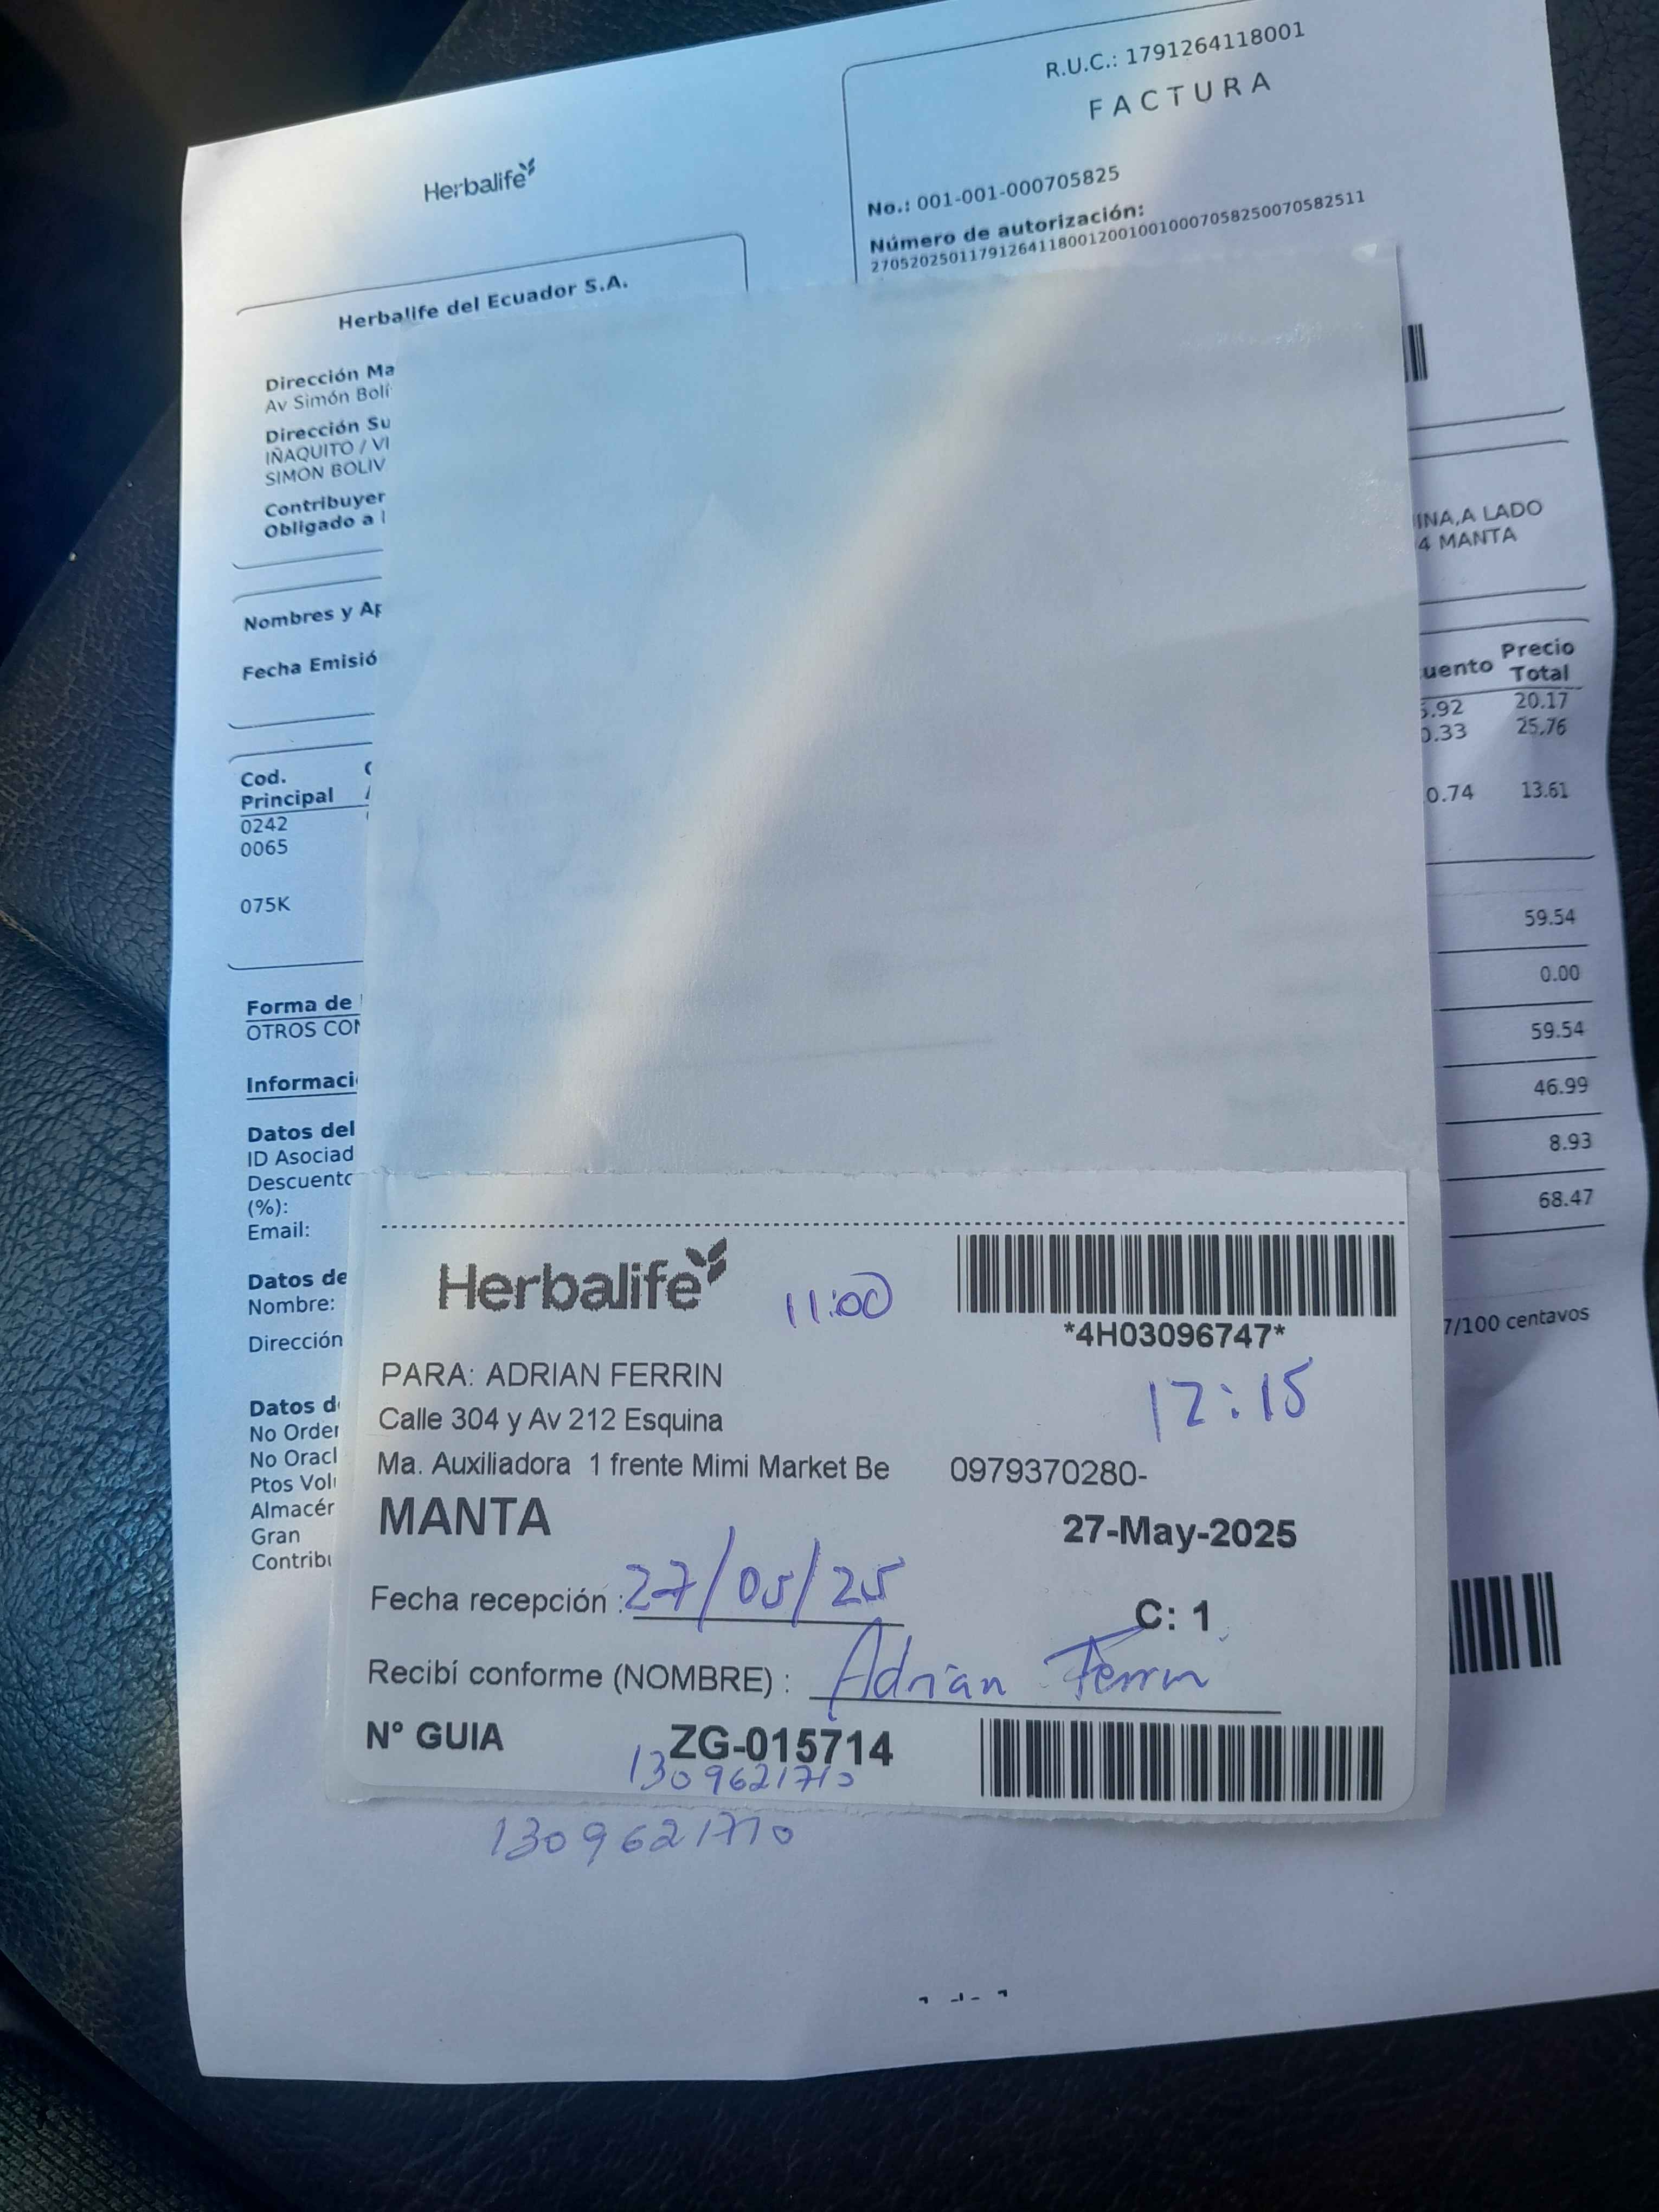 R.U.C.: 1791264118001
FACTURA
Herbalife
No.: 001-001-000705825
Número de autorización:
2705202501179126411800120010010007058250070582511
Herbalife del Ecuador S.A.
Dirección Ma
Av Simón Bolí
Dirección Su
IÑAQUITO / VI
SIMON BOLIV
Contribuyer
Obligado a l
INA,A LADO
4 MANTA
Nombres y Ap
Fecha Emisió
uento Precio Total
Cod. Principal
0242 5.92 20.17
0065 0.33 25.76
075K 0.74 13.61
59.54
0.00
Forma de
OTROS CON
59.54
Informaci
46.99
Datos del
ID Asociad
8.93
Descuento
(%):
68.47
Email:
Datos de
Nombre:
Dirección
7/100 centavos
Datos d
No Order
No Oracl
Ptos Vol
Almacér
Gran
Contribu
Herbalife 11:00
*4H03096747*
PARA: ADRIAN FERRIN
12:15
Calle 304 y Av 212 Esquina
Ma. Auxiliadora 1 frente Mimi Market Be 0979370280-
MANTA 27-May-2025
Fecha recepción : 27/05/25 C: 1
Recibí conforme (NOMBRE) : Adrian Ferrin
N° GUIA ZG-015714
1309621710
1309621710